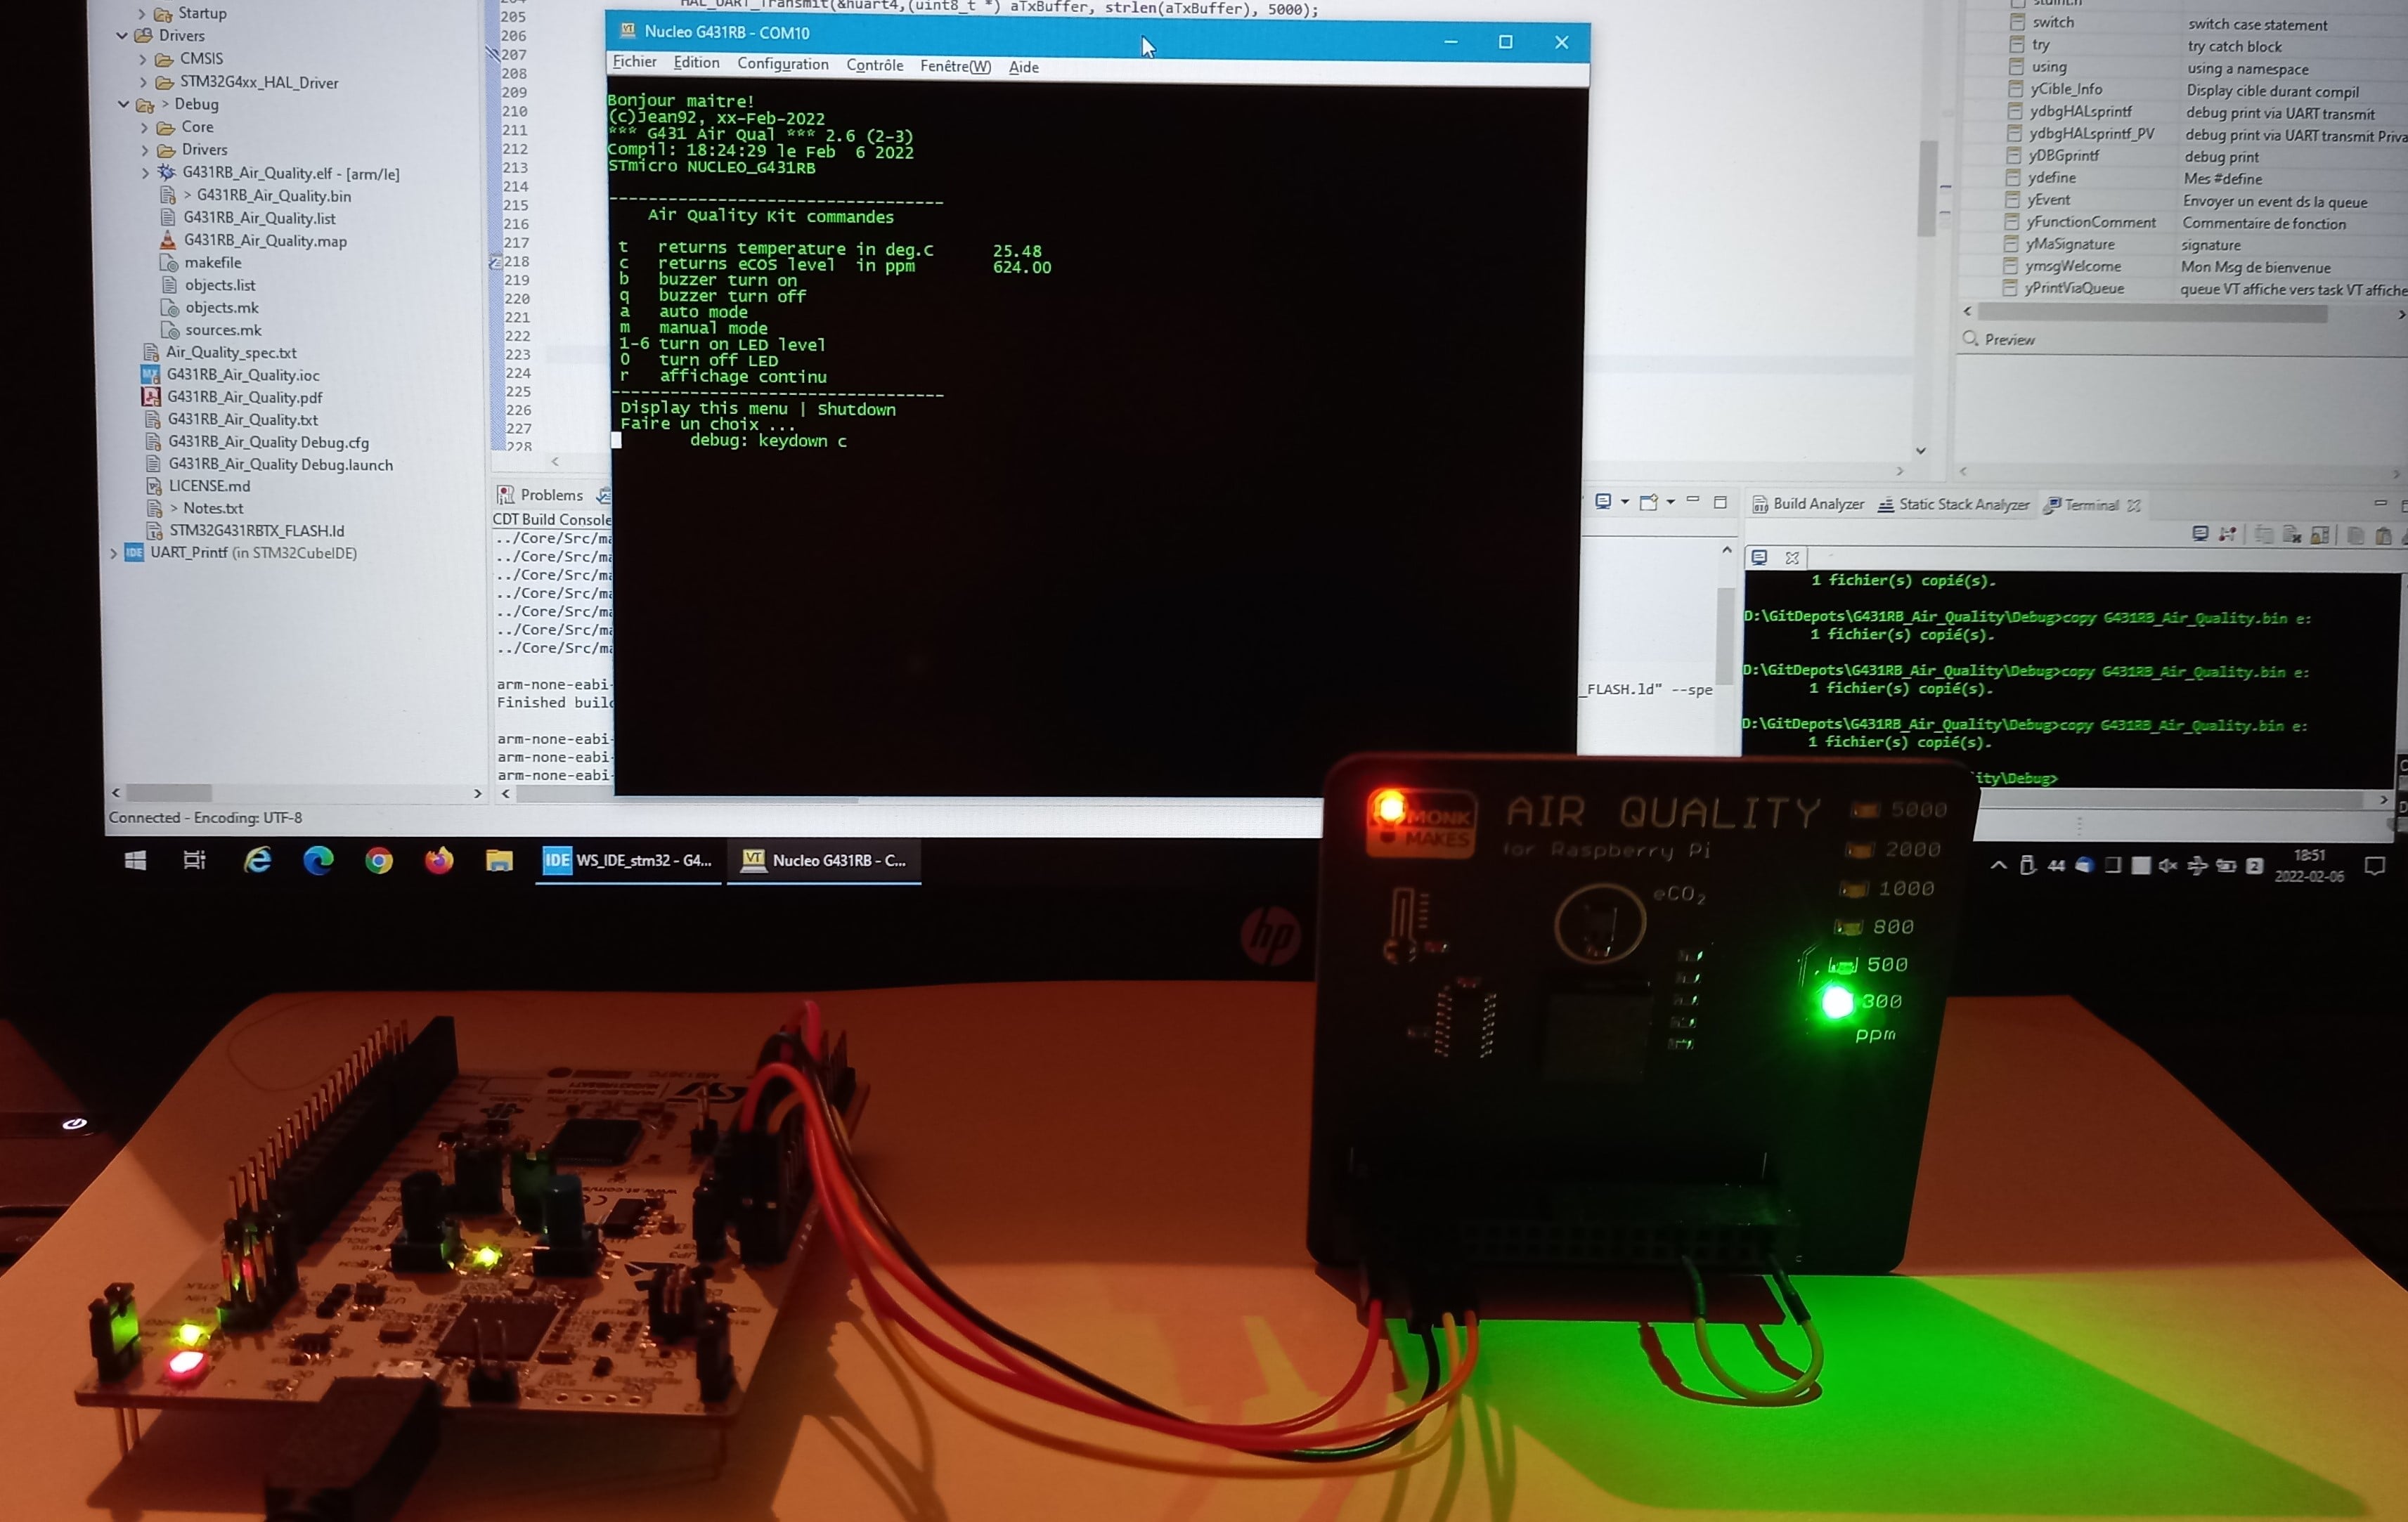 Startup
Drivers
CMSIS
STM32G4xx_HAL_Driver
> Debug
Core
Drivers
G431RB_Air_Quality.elf - [arm/le]
> G431RB_Air_Quality.bin
G431RB_Air_Quality.list
G431RB_Air_Quality.map
makefile
objects.list
objects.mk
sources.mk
Air_Quality_spec.txt
G431RB_Air_Quality.ioc
G431RB_Air_Quality.pdf
G431RB_Air_Quality.txt
G431RB_Air_Quality Debug.cfg
G431RB_Air_Quality Debug.launch
LICENSE.md
> Notes.txt
STM32G431RBTX_FLASH.ld
UART_Printf (in STM32CubeIDE)
Connected - Encoding: UTF-8
HAL_UART_Transmit(&huart4,(uint8_t *) aTxBuffer, strlen(aTxBuffer), 5000);
205
206
207
208
209
210
211
212
213
214
215
216
217
218
219
220
221
222
223
224
225
226
227
228
Nucleo G431RB - COM10
Fichier Edition Configuration Contrôle Fenêtre(W) Aide
Bonjour maitre!
(c)Jean92, xx-Feb-2022
*** G431 Air Qual *** 2.6 (2-3)
Compil: 18:24:29 le Feb  6 2022
STmicro NUCLEO_G431RB
-----------------------------------
Air Quality Kit commandes
t returns temperature in deg.c 25.48
c returns eCOS level in ppm 624.00
b buzzer turn on
q buzzer turn off
a auto mode
m manual mode
1-6 turn on LED level
0 turn off LED
r affichage continu
-----------------------------------
Display this menu | Shutdown
Faire un choix ...
debug: keydown c
Problems
CDT Build Console
../Core/Src/ma
../Core/Src/ma
../Core/Src/ma
../Core/Src/ma
../Core/Src/ma
../Core/Src/ma
../Core/Src/ma
arm-none-eabi-
Finished build
arm-none-eabi-
arm-none-eabi-
arm-none-eabi-
_FLASH.ld" --spe
switch switch case statement
try try catch block
using using a namespace
yCible_Info Display cible durant compil
ydbgHALsprintf debug print via UART transmit
ydbgHALsprintf_PV debug print via UART transmit Priva
yDBGprintf debug print
ydefine Mes #define
yEvent Envoyer un event ds la queue
yFunctionComment Commentaire de fonction
yMaSignature signature
ymsgWelcome Mon Msg de bienvenue
yPrintViaQueue queue VT affiche vers task VT affiche
Preview
Build Analyzer Static Stack Analyzer Terminal
1 fichier(s) copié(s).
D:\GitDepots\G431RB_Air_Quality\Debug>copy G431RB_Air_Quality.bin e:
1 fichier(s) copié(s).
D:\GitDepots\G431RB_Air_Quality\Debug>copy G431RB_Air_Quality.bin e:
1 fichier(s) copié(s).
D:\GitDepots\G431RB_Air_Quality\Debug>copy G431RB_Air_Quality.bin e:
1 fichier(s) copié(s).
ity\Debug>
IDE WS_IDE_stm32 - G4...
VT Nucleo G431RB - C...
44
2
18:51
2022-02-06
hp
MONK
MAKES
AIR QUALITY
for Raspberry Pi
eCO2
5000
2000
1000
800
500
300
ppm